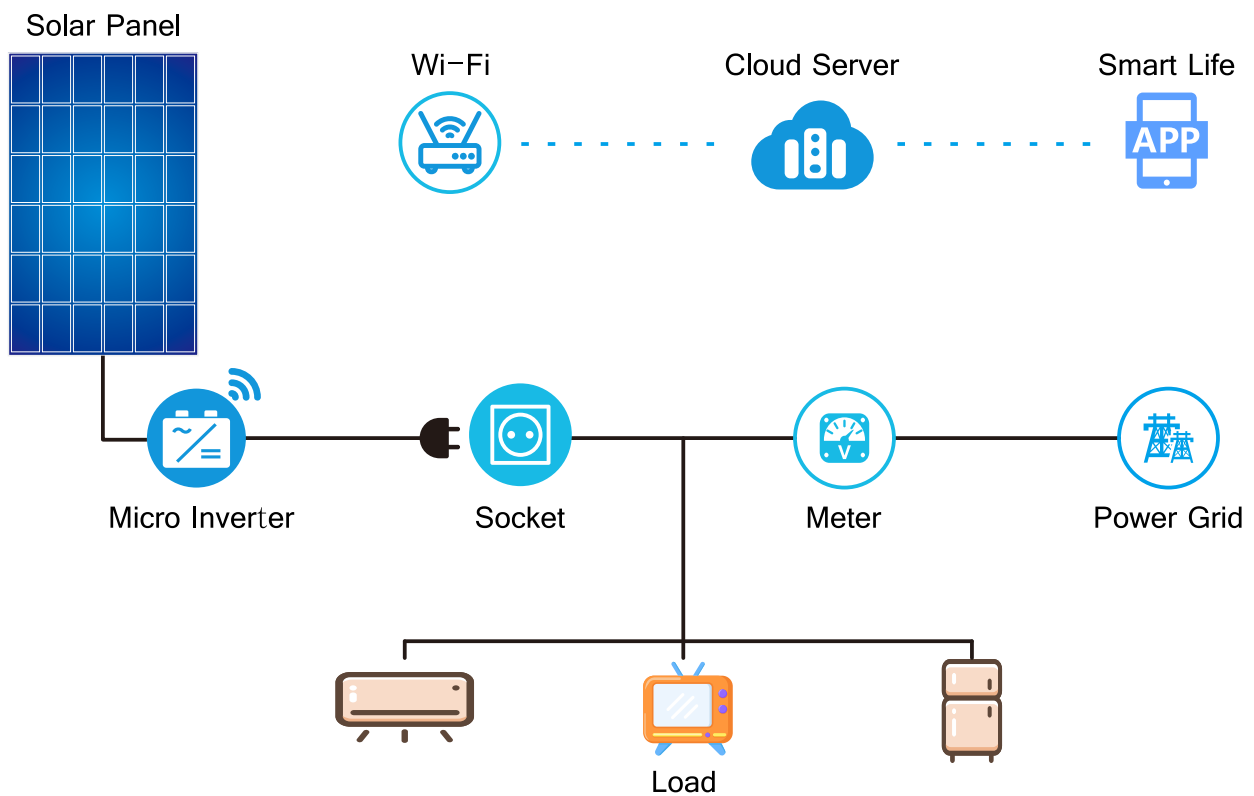 Solar Panel
Wi-Fi
Cloud Server
Smart Life
APP
Micro Inverter
Socket
V
Meter
Power Grid
Load